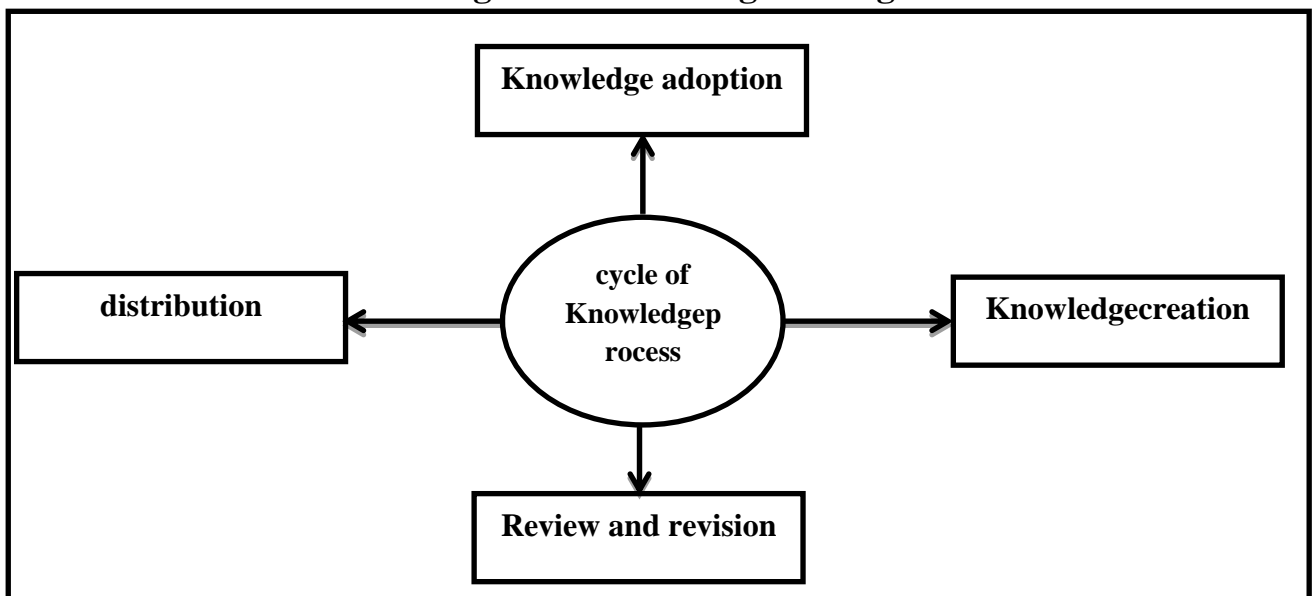 Knowledge adoption
cycle of
Knowledgep
rocess
distribution
Knowledgecreation
Review and revision